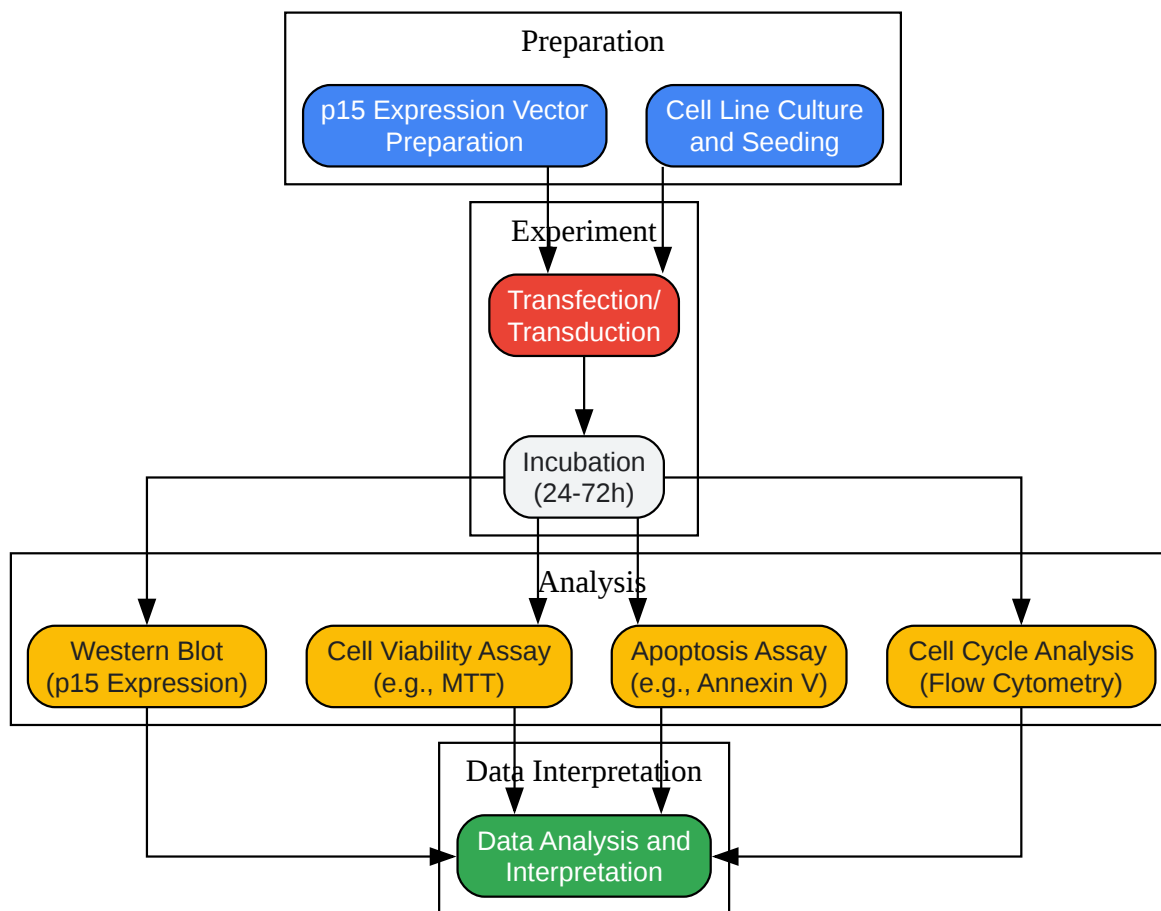 Preparation
p15 Expression Vector
Preparation
Cell Line Culture
and Seeding
Experiment
Transfection/
Transduction
Incubation
(24-72h)
Analysis
Western Blot
(p15 Expression)
Cell Viability Assay
(e.g., MTT)
Apoptosis Assay
(e.g., Annexin V)
Cell Cycle Analysis
(Flow Cytometry)
Data Interpretation
Data Analysis and
Interpretation